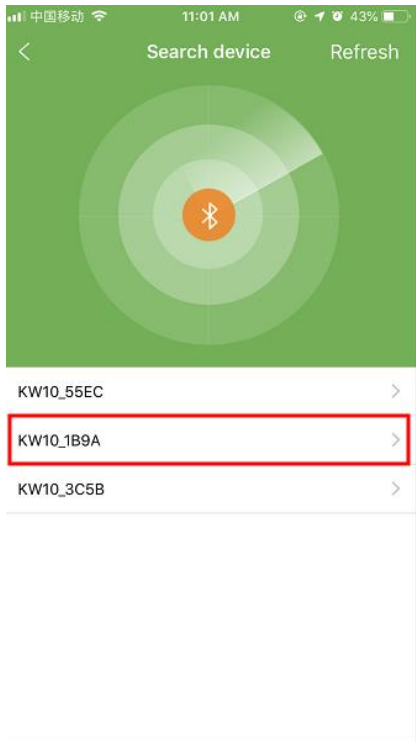 中国移动 11:01 AM 43%
Search device Refresh
KW10_55EC
KW10_1B9A
KW10_3C5B